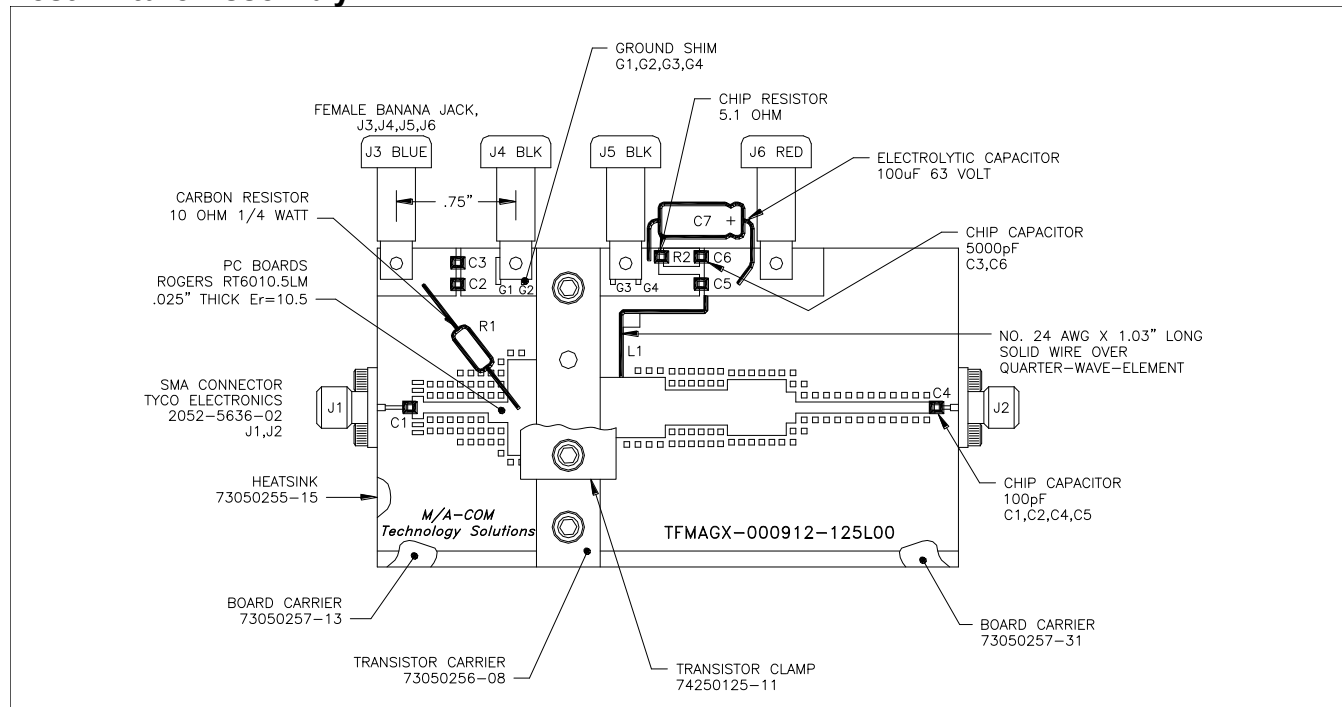 GROUND SHIM
G1,G2,G3,G4
CHIP RESISTOR
5.1 OHM
FEMALE BANANA JACK,
J3,J4,J5,J6
J3 BLUE
J4 BLK
J5 BLK
J6 RED
ELECTROLYTIC CAPACITOR
100uF 63 VOLT
CARBON RESISTOR
10 OHM 1/4 WATT
.75"
C7 +
CHIP CAPACITOR
5000pF
C3,C6
PC BOARDS
ROGERS RT6010.5LM
.025" THICK Er=10.5
C3
C2
G1
G2
G3
G4
R2
C6
C5
R1
L1
NO. 24 AWG X 1.03" LONG
SOLID WIRE OVER
QUARTER-WAVE-ELEMENT
SMA CONNECTOR
TYCO ELECTRONICS
2052-5636-02
J1,J2
J1
C1
C4
J2
HEATSINK
73050255-15
CHIP CAPACITOR
100pF
C1,C2,C4,C5
M/A-COM
Technology Solutions
TFMAGX-000912-125L00
BOARD CARRIER
73050257-13
BOARD CARRIER
73050257-31
TRANSISTOR CARRIER
73050256-08
TRANSISTOR CLAMP
74250125-11